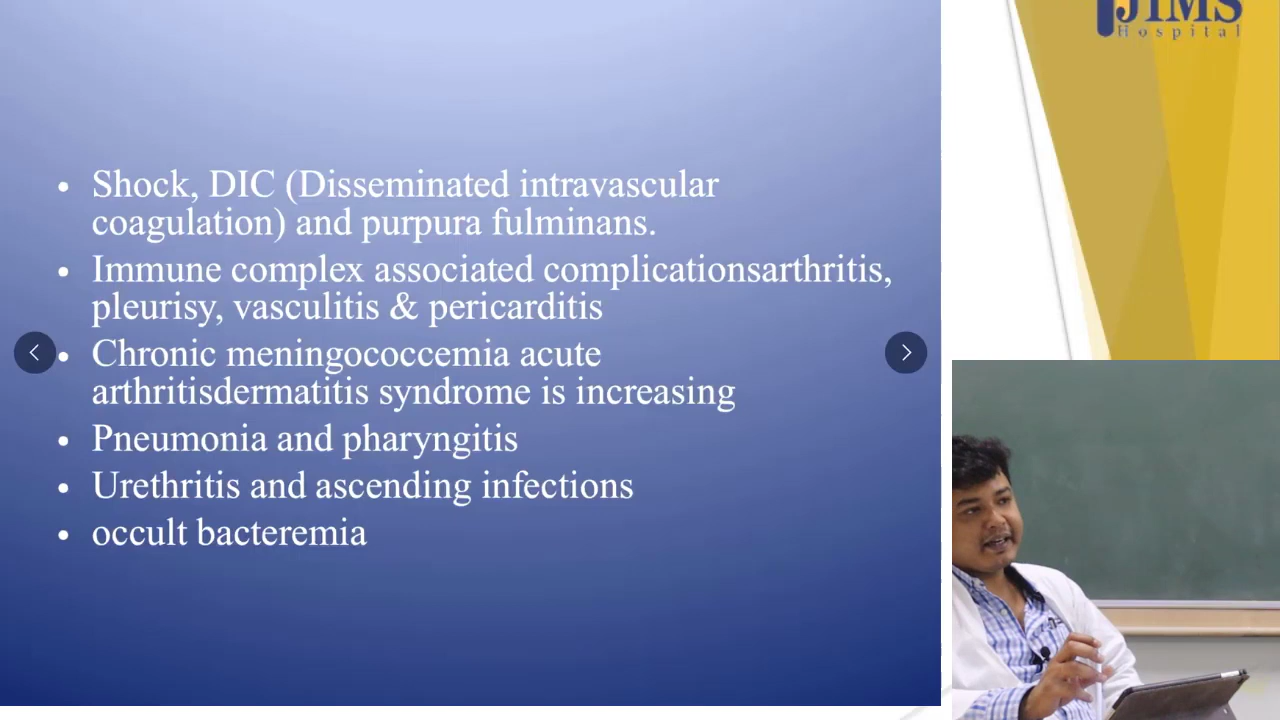 JIMS
Hospital
• Shock, DIC (Disseminated intravascular
coagulation) and purpura fulminans.
• Immune complex associated complicationsarthritis,
pleurisy, vasculitis & pericarditis
• Chronic meningococcemia acute
arthritisdermatitis syndrome is increasing
• Pneumonia and pharyngitis
• Urethritis and ascending infections
• occult bacteremia